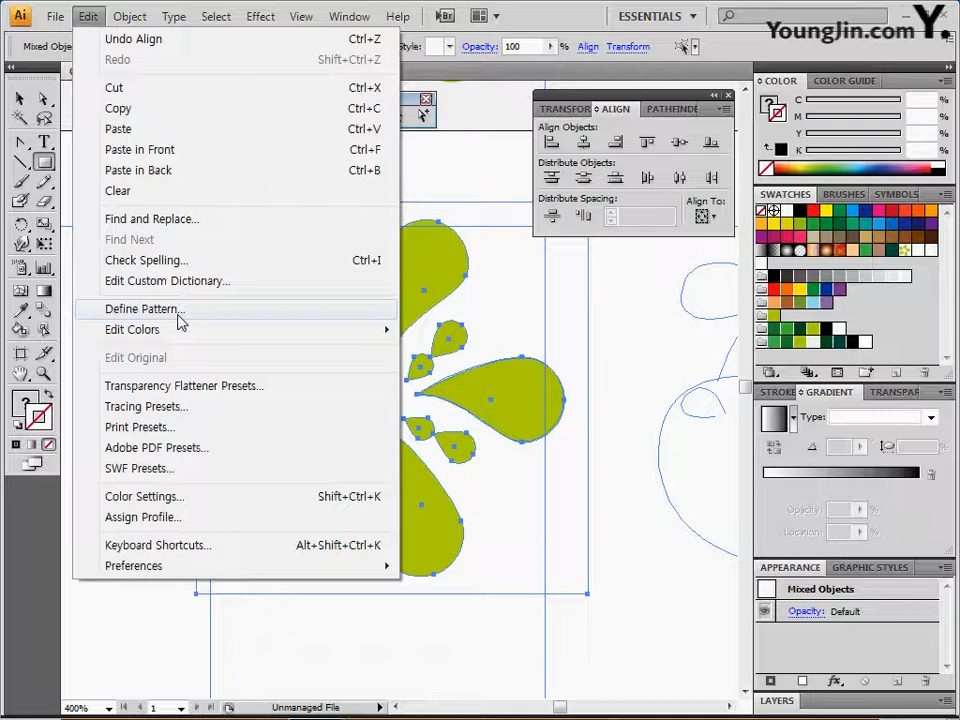 Ai File Edit Object Type Select Effect View Window Help Br ESSENTIALS
YoungJin.com Y.
Mixed Obje Style: Opacity: 100 % Align Transform
Undo Align Ctrl+Z
Redo Shift+Ctrl+Z
Cut Ctrl+X
Copy Ctrl+C
Paste Ctrl+V
Paste in Front Ctrl+F
Paste in Back Ctrl+B
Clear
Find and Replace...
Find Next
Check Spelling... Ctrl+I
Edit Custom Dictionary...
Define Pattern...
Edit Colors
Edit Original
Transparency Flattener Presets...
Tracing Presets...
Print Presets...
Adobe PDF Presets...
SWF Presets...
Color Settings... Shift+Ctrl+K
Assign Profile...
Keyboard Shortcuts... Alt+Shift+Ctrl+K
Preferences
TRANSFOR ALIGN PATHFINDE
Align Objects:
Distribute Objects:
Distribute Spacing: Align To:
COLOR COLOR GUIDE
C %
M %
Y %
K %
SWATCHES BRUSHES SYMBOLS
STROKE GRADIENT TRANSPAR
Type:
Opacity: %
Location: %
APPEARANCE GRAPHIC STYLES
Mixed Objects
Opacity: Default
LAYERS
400% 1 Unmanaged File